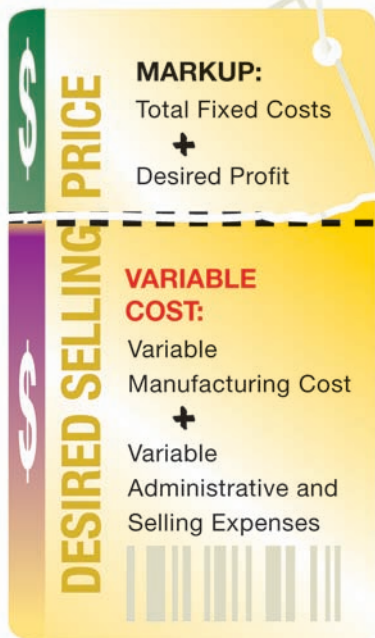 DESIRED SELLING PRICE
$
MARKUP:
Total Fixed Costs
+
Desired Profit
$
VARIABLE
COST:
Variable
Manufacturing Cost
+
Variable
Administrative and
Selling Expenses